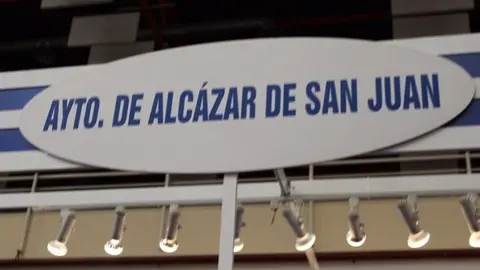 AYTO. DE ALCÁZAR DE SAN JUAN